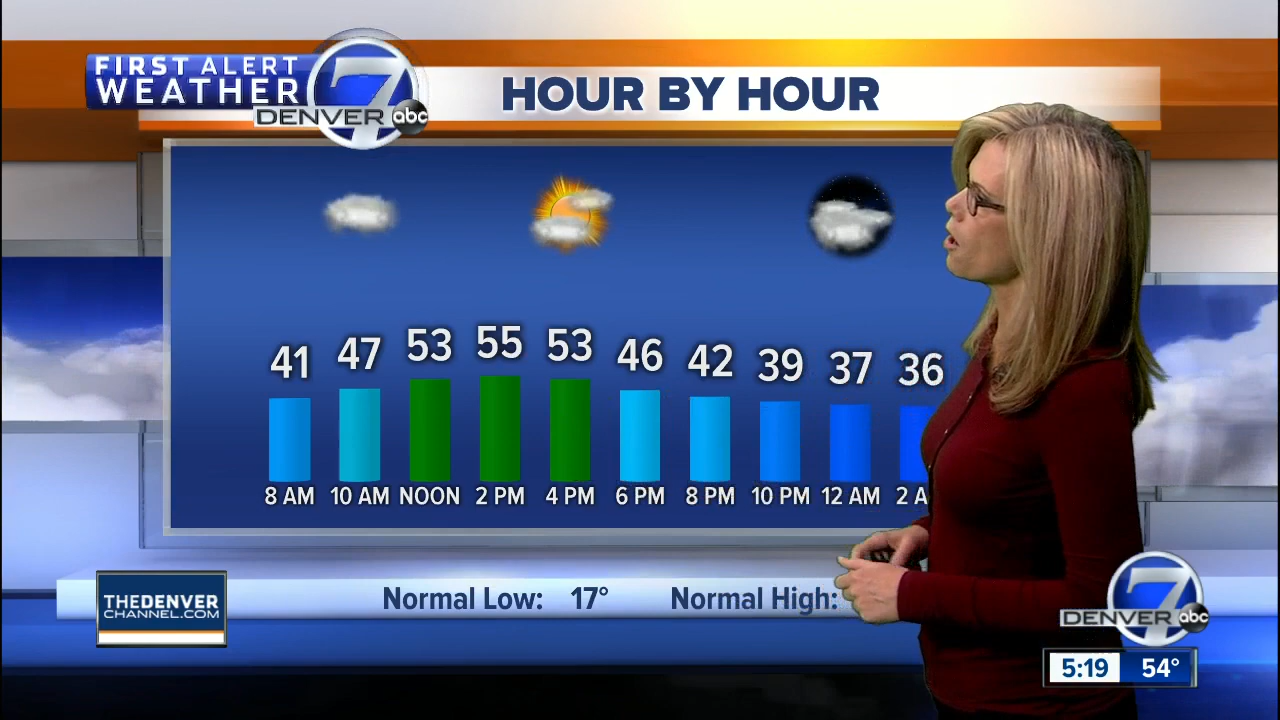 FIRST ALERT
WEATHER
7
DENVER abc
HOUR BY HOUR
41 47 53 55 53 46 42 39 37 36
8 AM 10 AM NOON 2 PM 4 PM 6 PM 8 PM 10 PM 12 AM 2 A
Normal Low: 17° Normal High:
THEDENVER
CHANNEL.COM
7
DENVER abc
5:19 54°